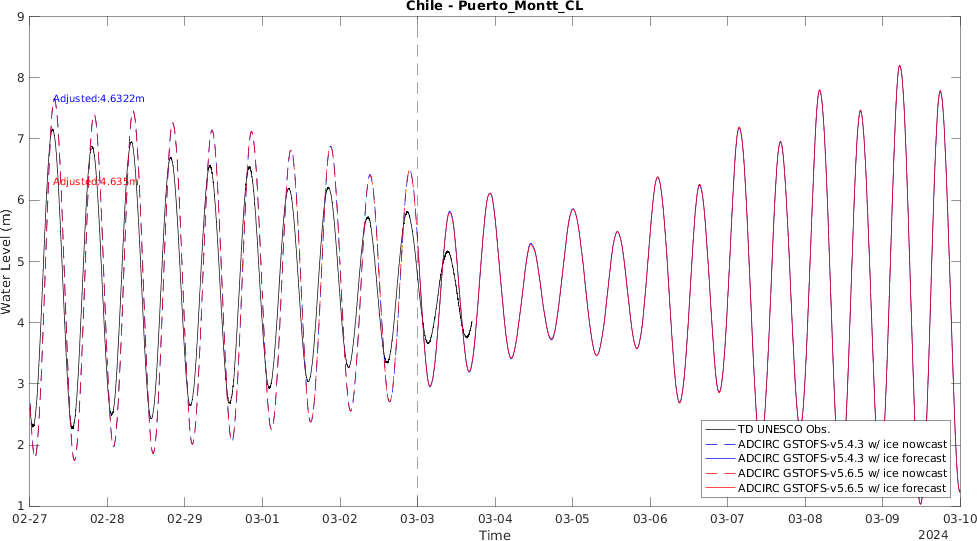 Chile - Puerto_Montt_CL
9
8
7
6
5
4
3
2
1
Water Level (m)
Adjusted:4.6322m
Adjusted:4.635m
TD UNESCO Obs.
ADCIRC GSTOFS-v5.4.3 w/ ice nowcast
ADCIRC GSTOFS-v5.4.3 w/ ice forecast
ADCIRC GSTOFS-v5.6.5 w/ ice nowcast
ADCIRC GSTOFS-v5.6.5 w/ ice forecast
02-27 02-28 02-29 03-01 03-02 03-03 03-04 03-05 03-06 03-07 03-08 03-09 03-10
Time
2024